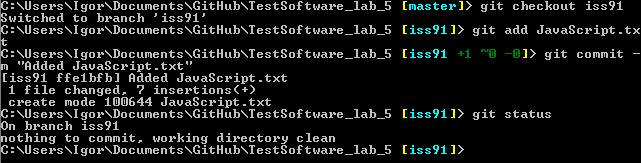 C:\Users\Igor\Documents\GitHub\TestSoftware_lab_5 [master]> git checkout iss91
Switched to branch 'iss91'
C:\Users\Igor\Documents\GitHub\TestSoftware_lab_5 [iss91]> git add JavaScript.tx
t
C:\Users\Igor\Documents\GitHub\TestSoftware_lab_5 [iss91 +1 ~0 -0]> git commit -
m "Added JavaScript.txt"
[iss91 ffe1bfb] Added JavaScript.txt
 1 file changed, 7 insertions(+)
 create mode 100644 JavaScript.txt
C:\Users\Igor\Documents\GitHub\TestSoftware_lab_5 [iss91]> git status
On branch iss91
nothing to commit, working directory clean
C:\Users\Igor\Documents\GitHub\TestSoftware_lab_5 [iss91]>